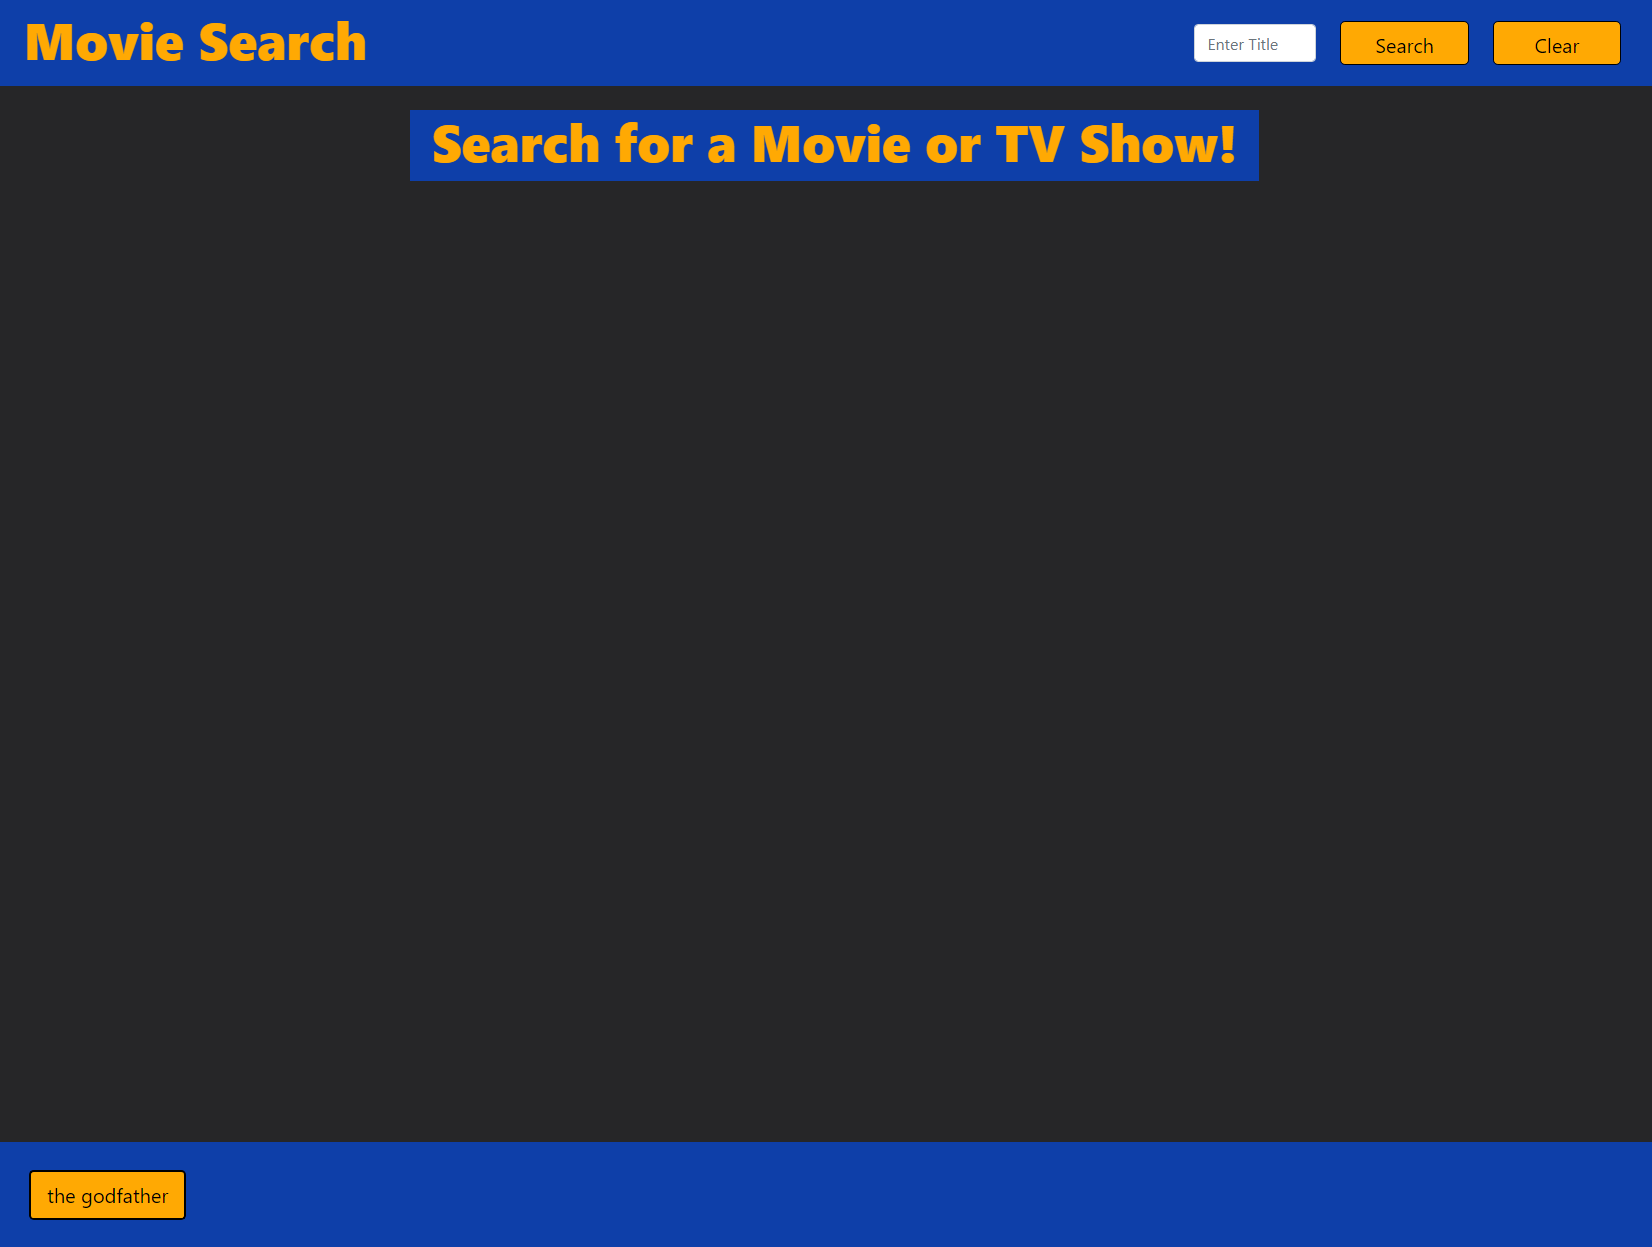 Movie Search
Enter Title
Search
Clear
Search for a Movie or TV Show!
the godfather